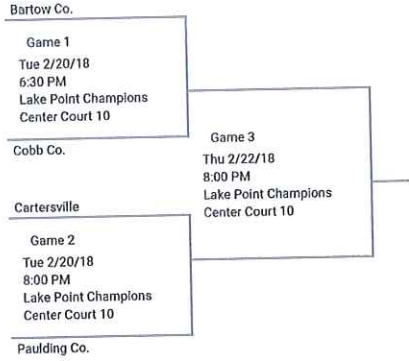 Bartow Co.
Game 1
Tue 2/20/18
6:30 PM
Lake Point Champions
Center Court 10
Cobb Co.
Game 3
Thu 2/22/18
8:00 PM
Lake Point Champions
Center Court 10
Cartersville
Game 2
Tue 2/20/18
8:00 PM
Lake Point Champions
Center Court 10
Paulding Co.